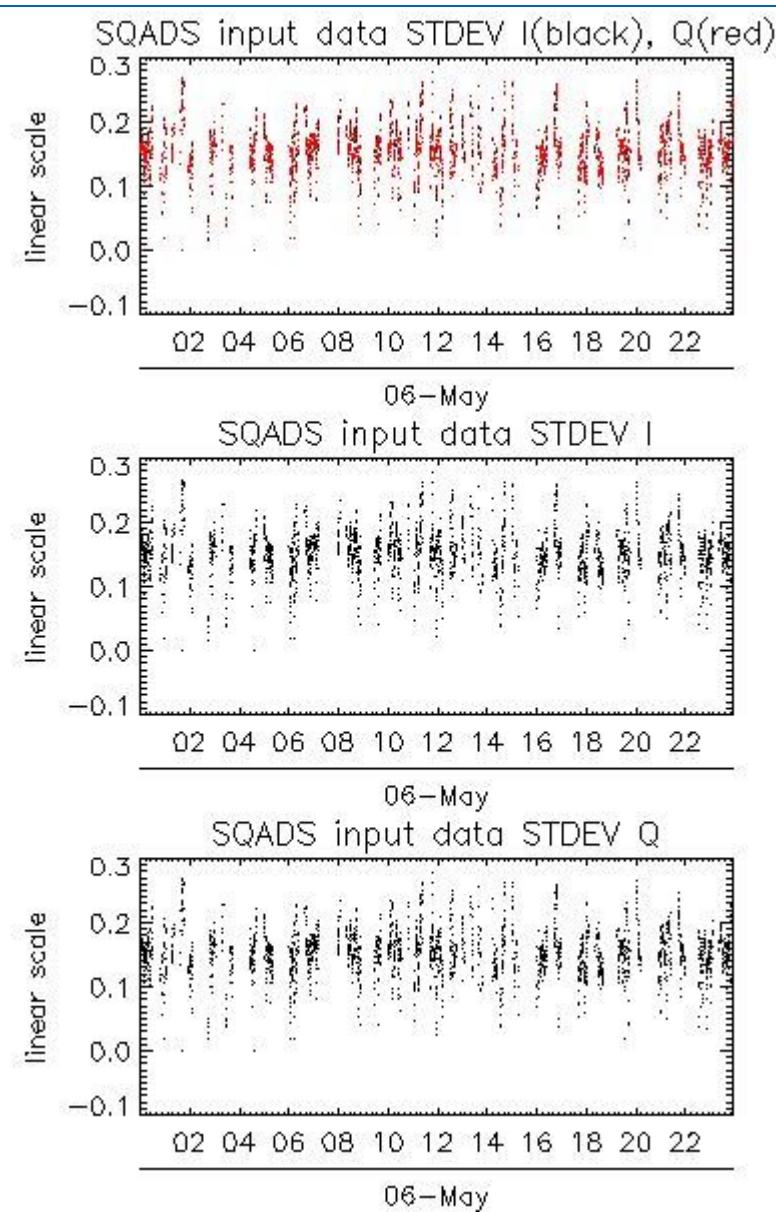 SQADS input data STDEV I(black), Q(red)
0.3
0.2
0.1
0.0
−0.1
linear scale
02 04 06 08 10 12 14 16 18 20 22
06−May
SQADS input data STDEV I
0.3
0.2
0.1
0.0
−0.1
linear scale
02 04 06 08 10 12 14 16 18 20 22
06−May
SQADS input data STDEV Q
0.3
0.2
0.1
0.0
−0.1
linear scale
02 04 06 08 10 12 14 16 18 20 22
06−May